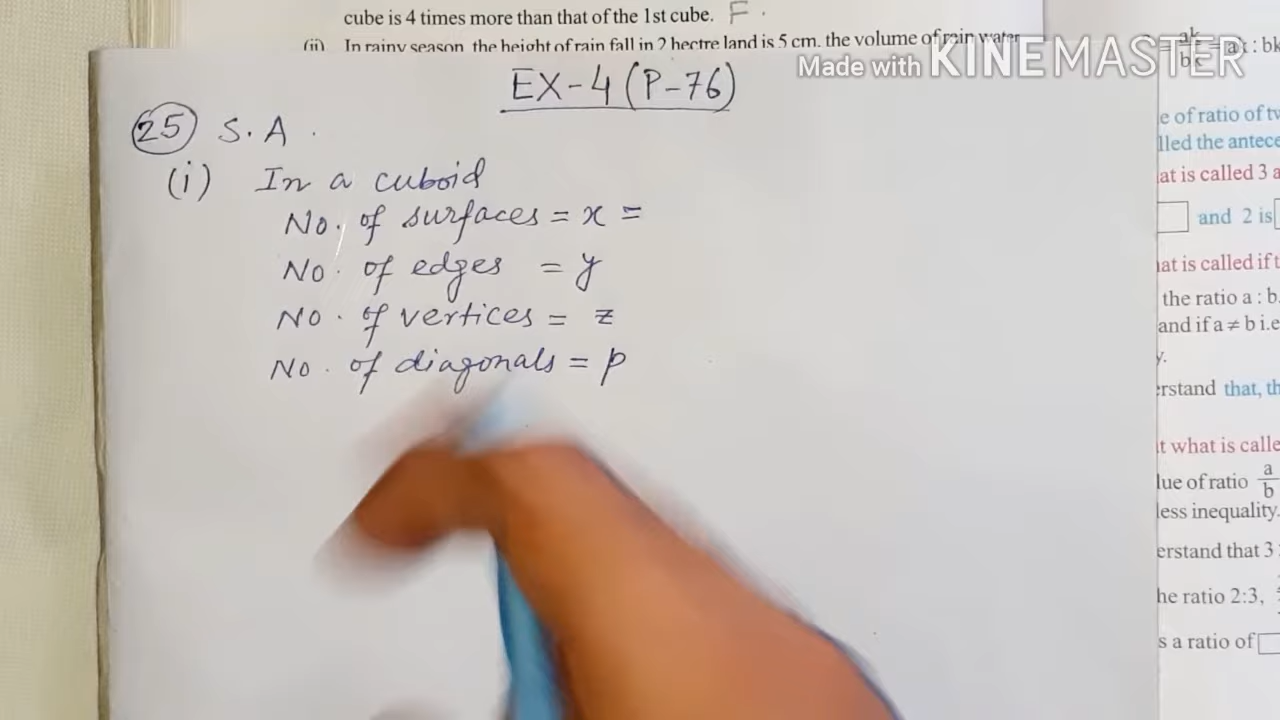 cube is 4 times more than that of the 1st cube. F.
(ii) In rainy season, the height of rain fall in 2 hectre land is 5 cm. the volume of rain water
Made with KINEMASTER
EX-4 (P-76)
25 S.A.
(i) In a cuboid
No. of surfaces = x =
No. of edges = y
No. of vertices = z
No. of diagonals = p
= ak/bk = ak : bk
e of ratio of tw
lled the antece
at is called 3 a
and 2 is
at is called if t
the ratio a : b.
and if a ≠ b i.e
y.
erstand that, th
t what is calle
lue of ratio a/b
less inequality.
erstand that 3
he ratio 2:3,
s a ratio of